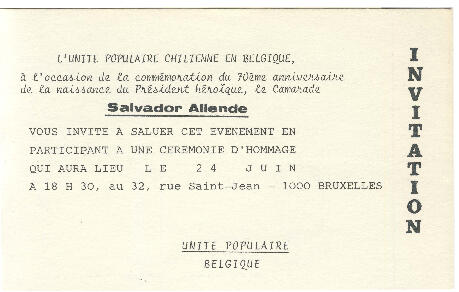 L'UNITE POPULAIRE CHILIENNE EN BELGIQUE,
à l'occasion de la commémoration du 70ème anniversaire
de la naissance du Président héroïque, le Camarade
Salvador Allende
VOUS INVITE A SALUER CET EVENEMENT EN
PARTICIPANT A UNE CEREMONIE D'HOMMAGE
QUI AURA LIEU LE 24 JUIN
A 18 H 30, au 32, rue Saint-Jean - 1000 BRUXELLES
UNITE POPULAIRE
BELGIQUE
INVITATION